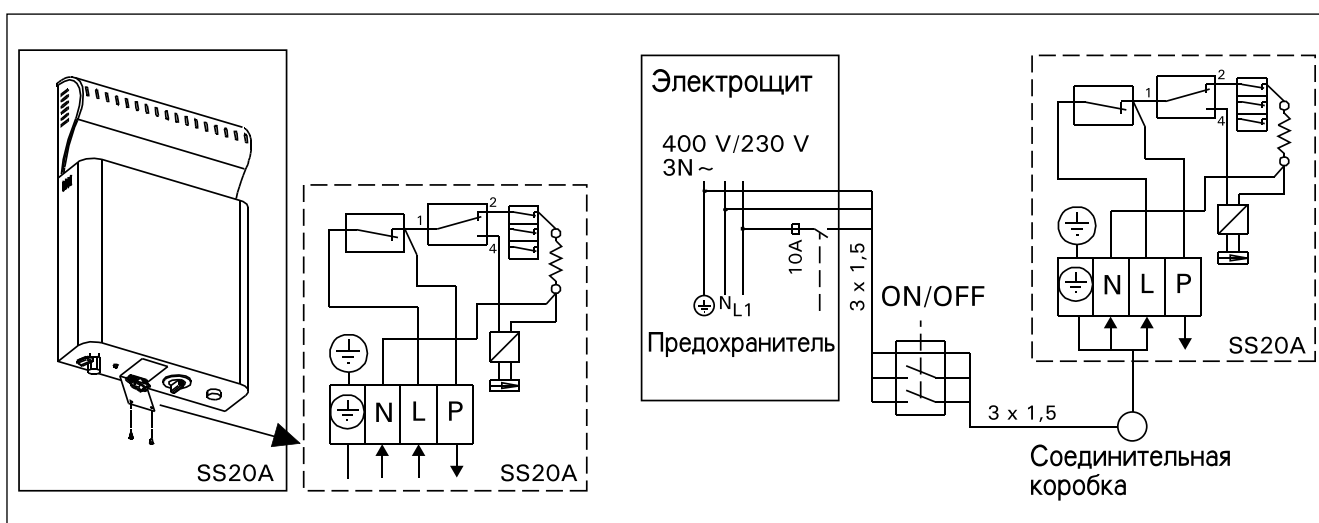 SS20A
1
2
4
N L P
SS20A
Электрощит
400 V/230 V
3N ~
10A
3 x 1,5
N L1
Предохранитель
ON/OFF
3 x 1,5
Соединительная
коробка
1
2
4
N L P
SS20A